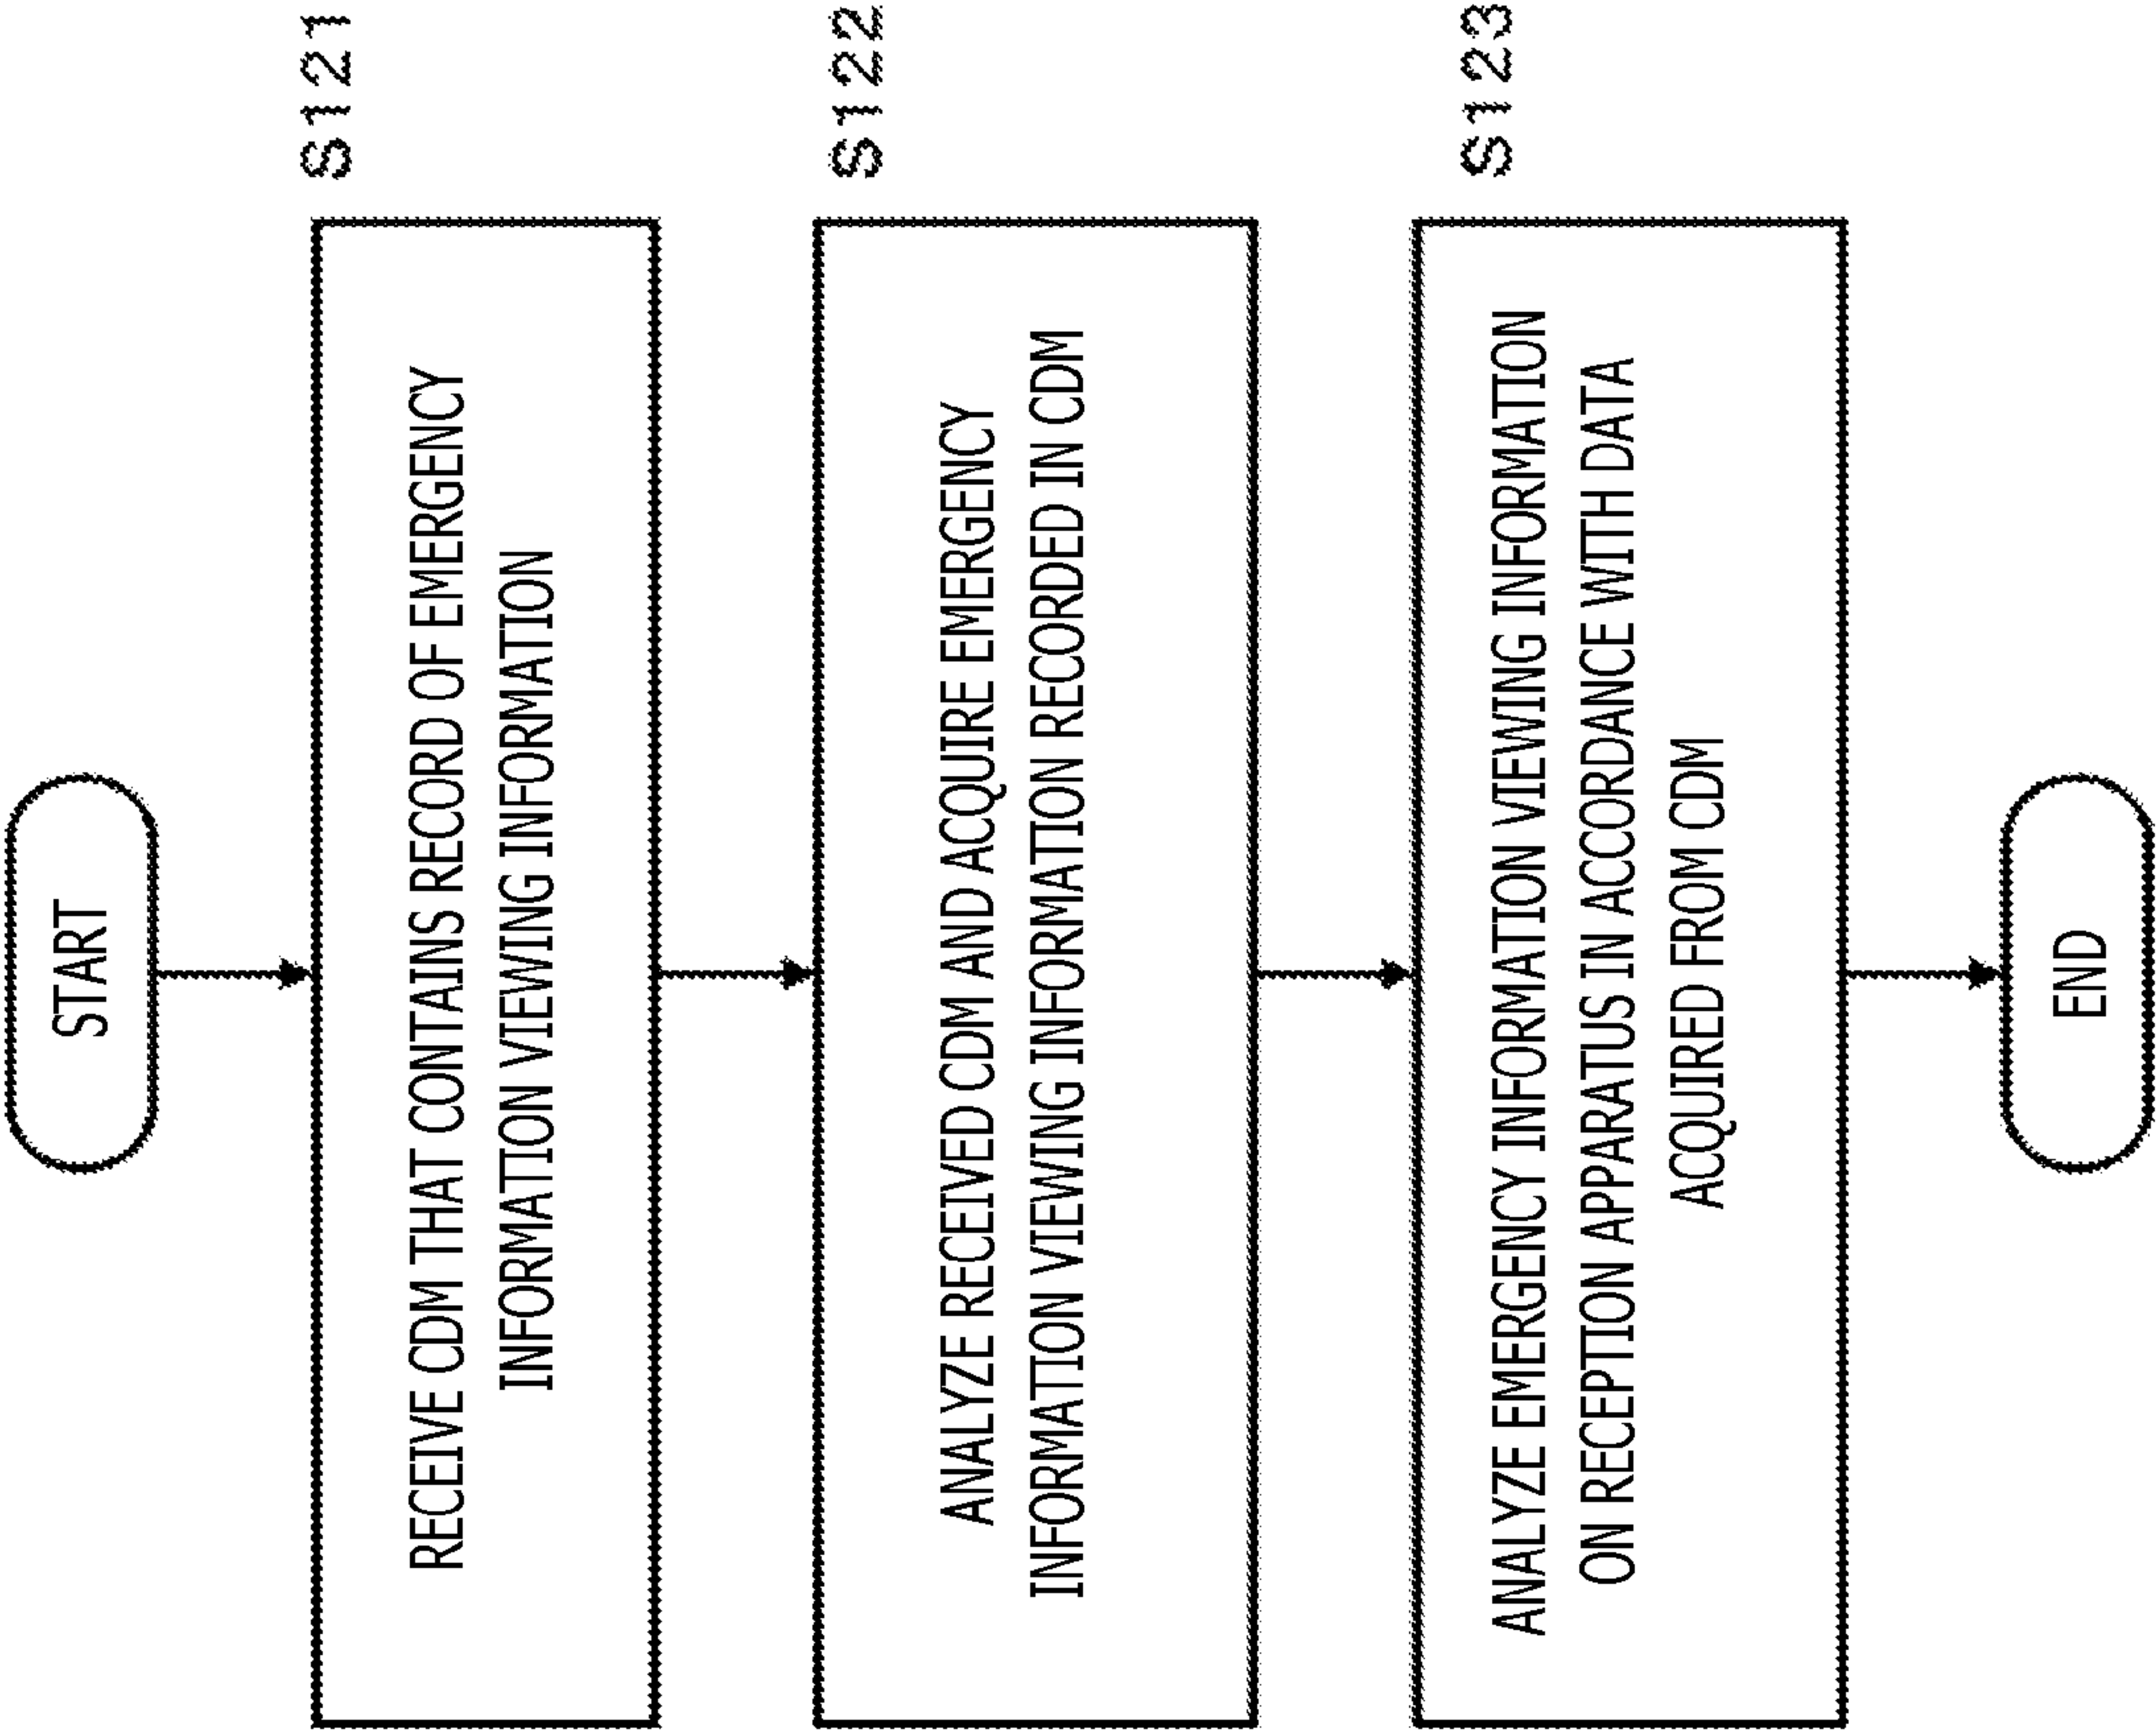 START
S121
RECEIVE CDM THAT CONTAINS RECORD OF EMERGENCY
INFORMATION VIEWING INFORMATION
S122
ANALYZE RECEIVED CDM AND ACQUIRE EMERGENCY
INFORMATION VIEWING INFORMATION RECORDED IN CDM
S123
ANALYZE EMERGENCY INFORMATION VIEWING INFORMATION
ON RECEPTION APPARATUS IN ACCORDANCE WITH DATA
ACQUIRED FROM CDM
END